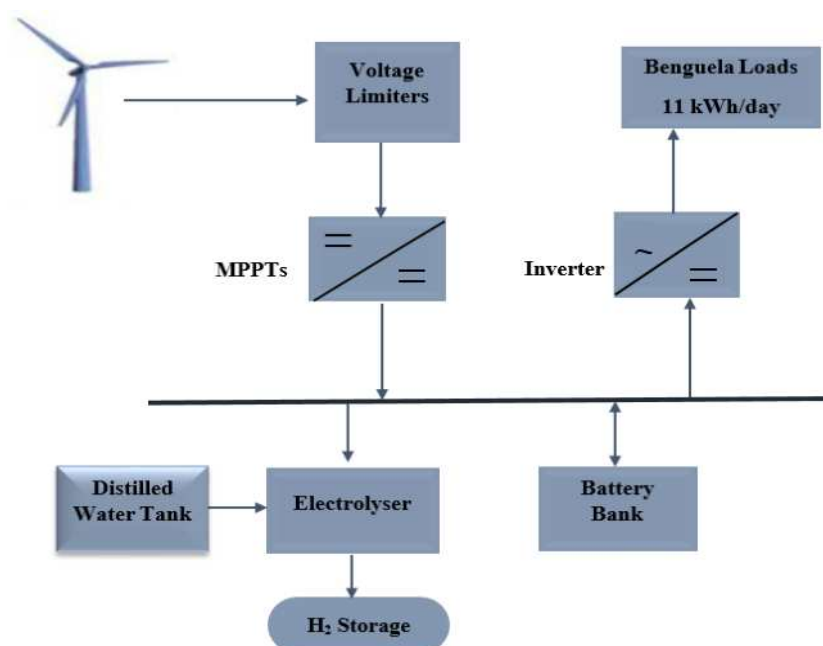 Voltage
Limiters
Benguela Loads
11 kWh/day
MPPTs
Inverter
~
Distilled
Water Tank
Electrolyser
Battery
Bank
H₂ Storage